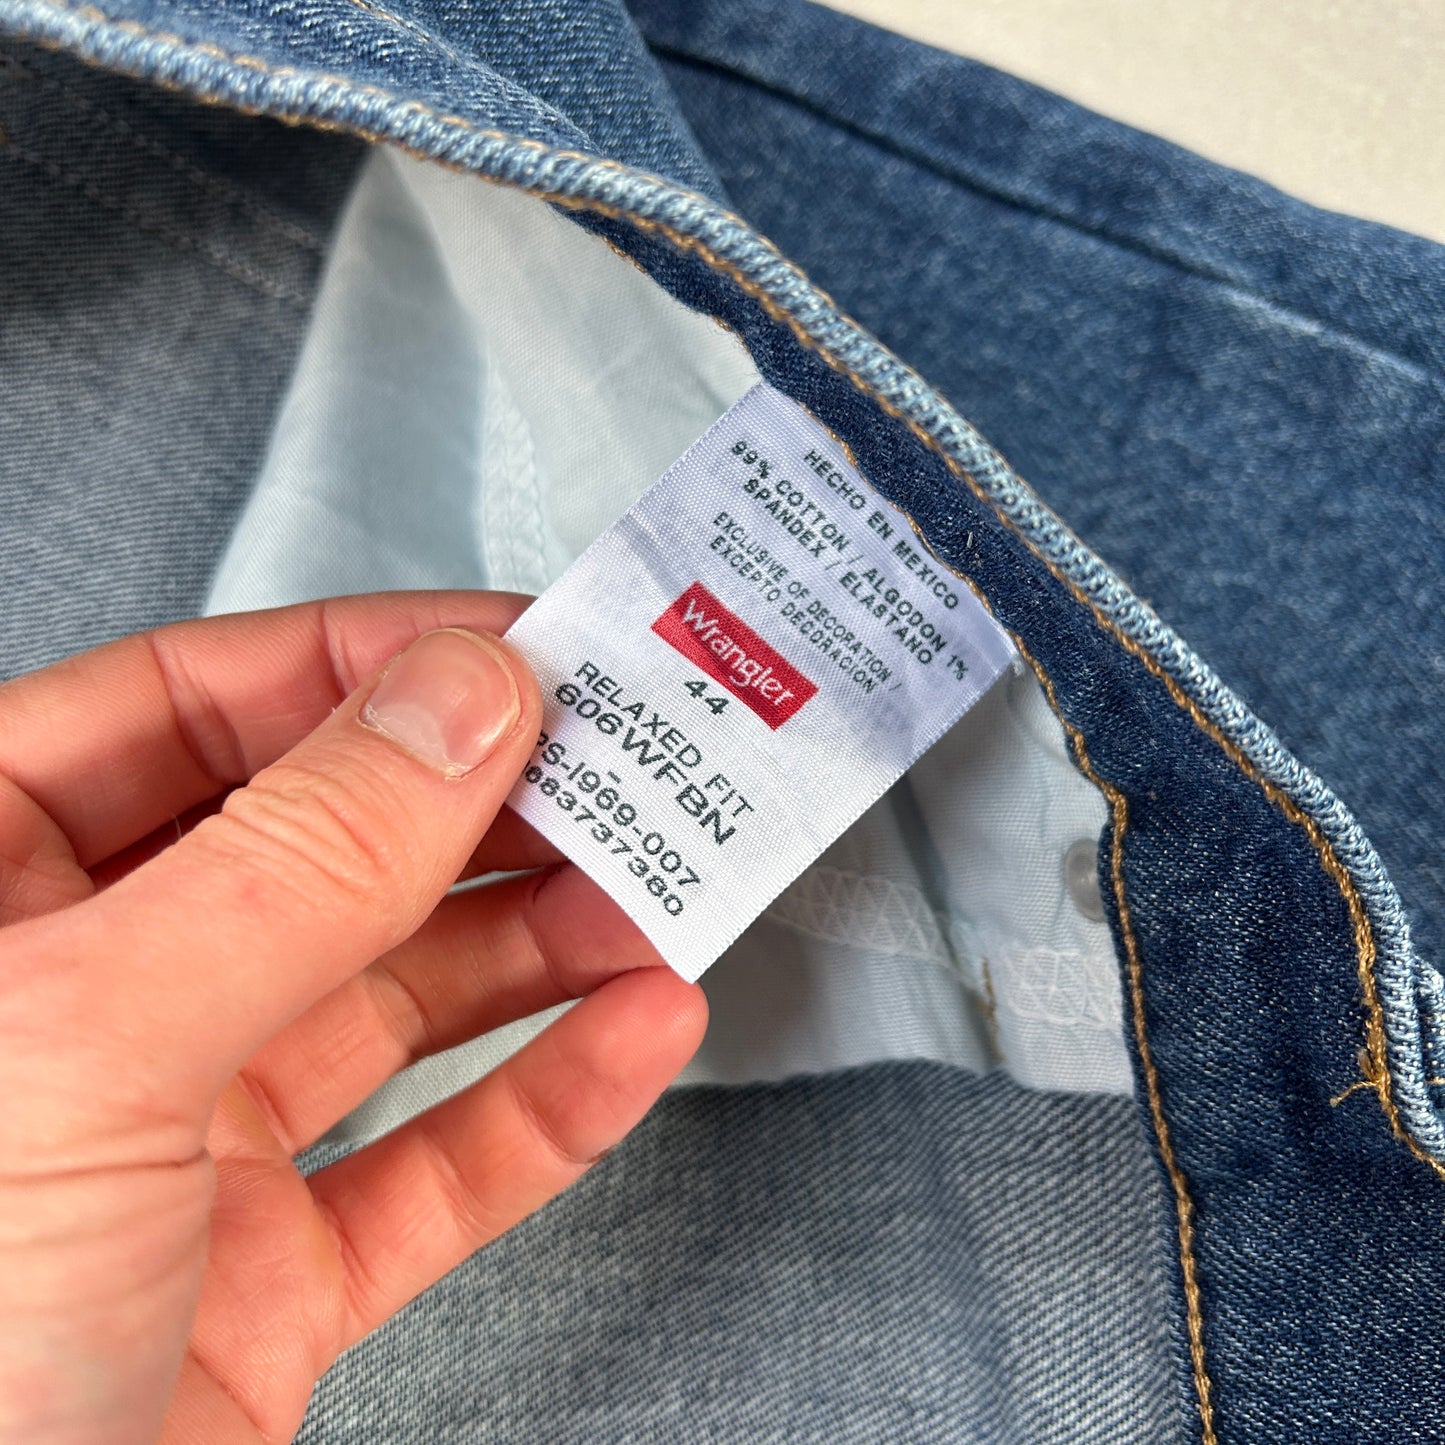 HECHO EN MEXICO
99% COTTON / ALGODON 1%
SPANDEX / ELASTANO
EXCLUSIVE OF DECORATION /
EXCEPTO DECORACION
Wrangler
44
RELAXED FIT
606WFBN
PS-1969-007